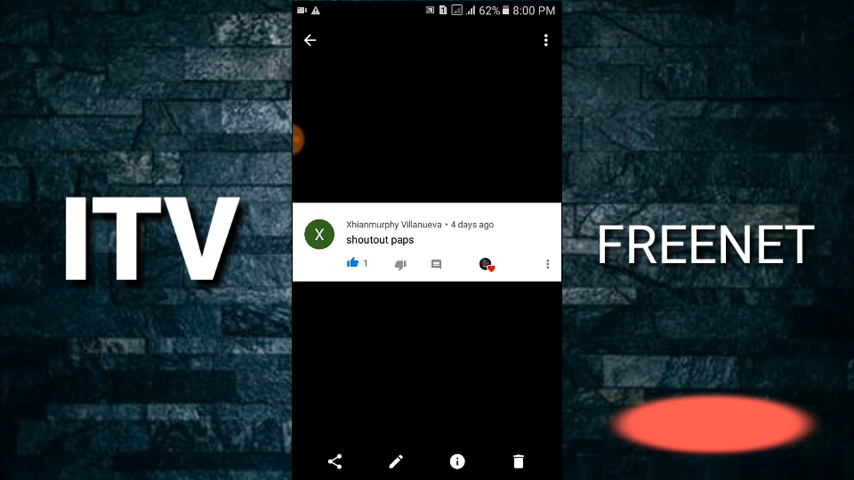 62% 8:00 PM
X
Xhianmurphy Villanueva • 4 days ago
shoutout paps
1
ITV
FREENET